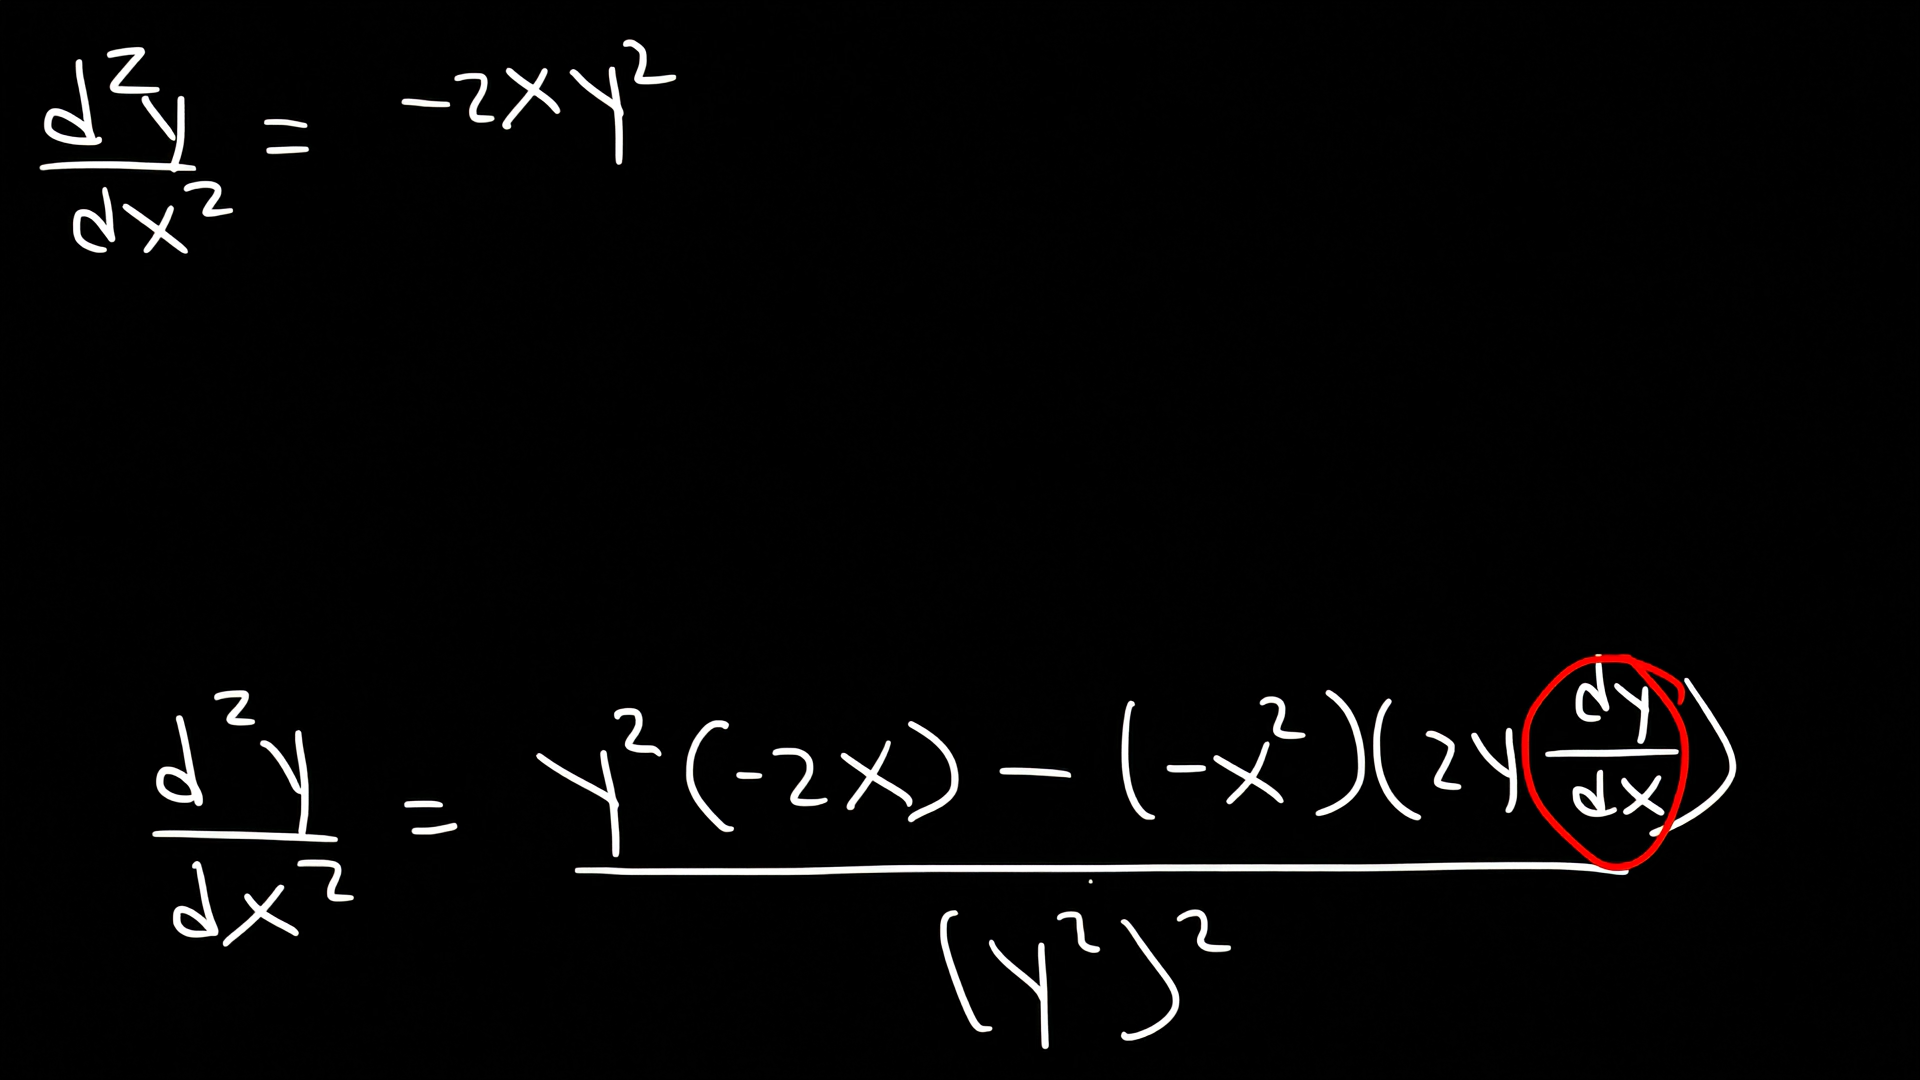 d²y/dx² = -2xy²
d²y/dx² = y²(-2x) - (-x²)(2y dy/dx) / (y²)²